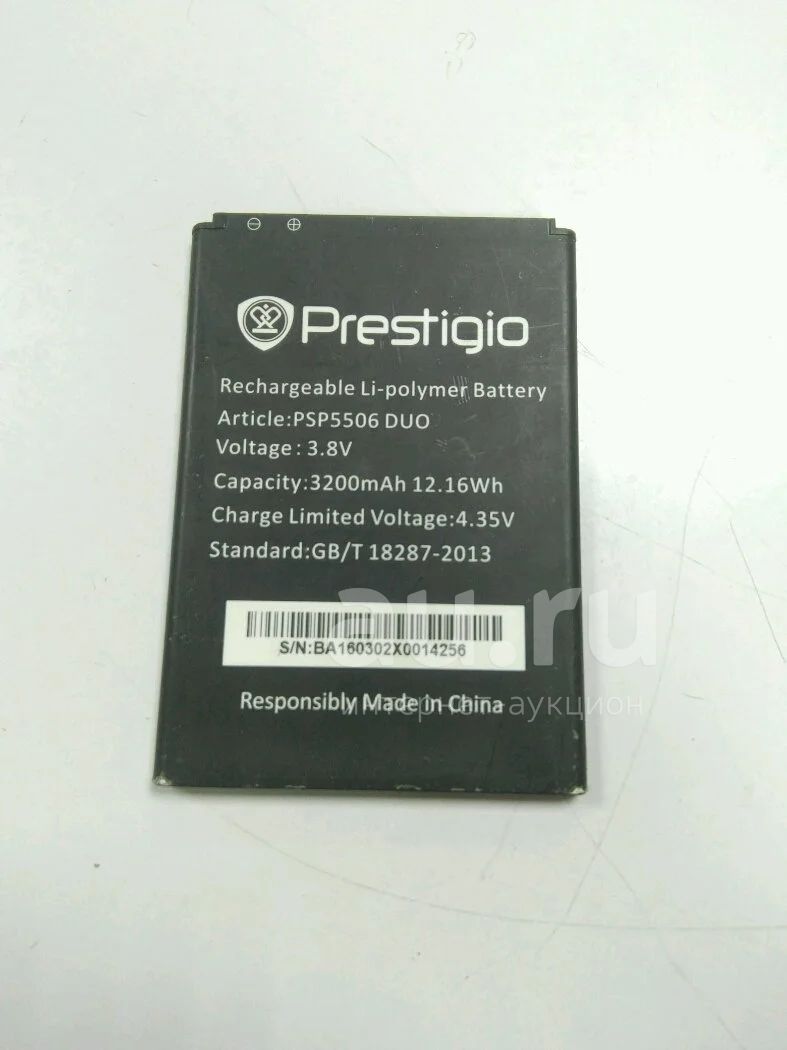 ⊖ ⊕
Prestigio
Rechargeable Li-polymer Battery
Article:PSP5506 DUO
Voltage : 3.8V
Capacity:3200mAh 12.16Wh
Charge Limited Voltage:4.35V
Standard:GB/T 18287-2013
au.ru
S/N:BA160302X0014256
Responsibly Made In China
интернет-аукцион